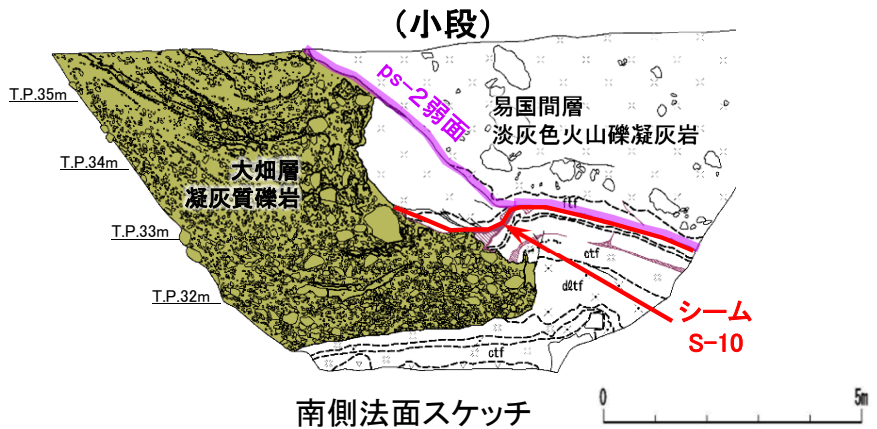 (小段)
T.P.35m
T.P.34m
T.P.33m
T.P.32m
ps-2弱面
易国間層
淡灰色火山礫凝灰岩
大畑層
凝灰質礫岩
ftf
ctf
dltf
ctf
シーム
S-10
南側法面スケッチ
0
5m